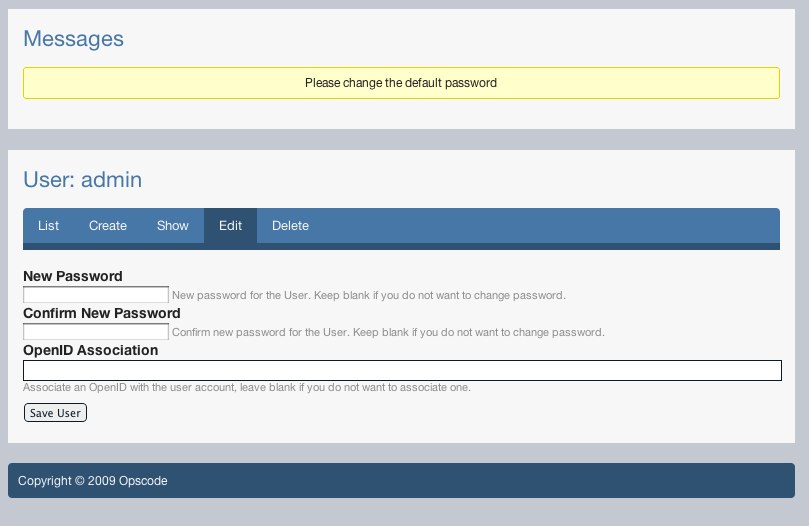 Messages
Please change the default password
User: admin
List Create Show Edit Delete
New Password
New password for the User. Keep blank if you do not want to change password.
Confirm New Password
Confirm new password for the User. Keep blank if you do not want to change password.
OpenID Association
Associate an OpenID with the user account, leave blank if you do not want to associate one.
Save User
Copyright © 2009 Opscode